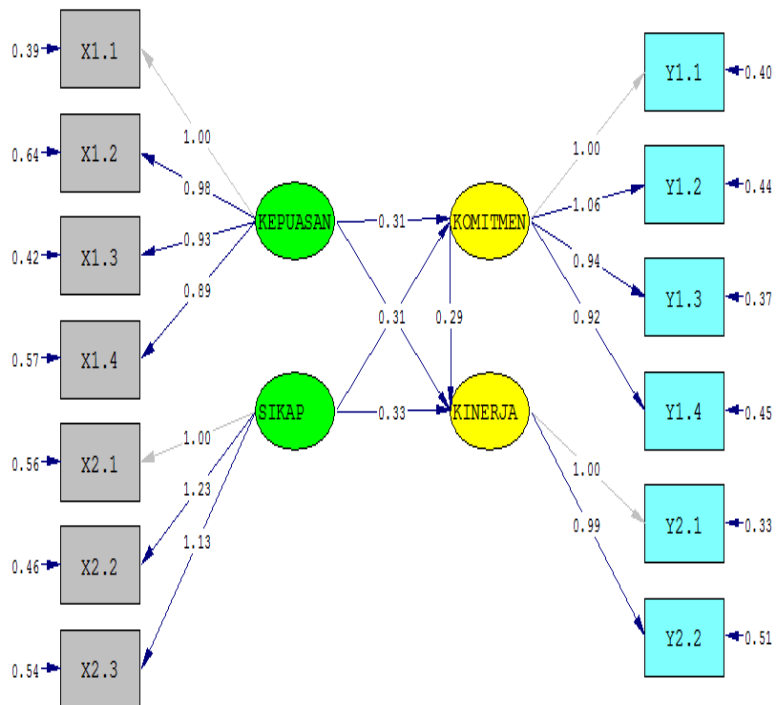 0.39
X1.1
0.64
X1.2
0.42
X1.3
0.57
X1.4
0.56
X2.1
0.46
X2.2
0.54
X2.3
1.00
0.98
0.93
0.89
1.00
1.23
1.13
KEPUASAN
SIKAP
0.31
0.31
0.29
0.33
KOMITMEN
KINERJA
1.00
1.06
0.94
0.92
1.00
0.99
Y1.1
0.40
Y1.2
0.44
Y1.3
0.37
Y1.4
0.45
Y2.1
0.33
Y2.2
0.51